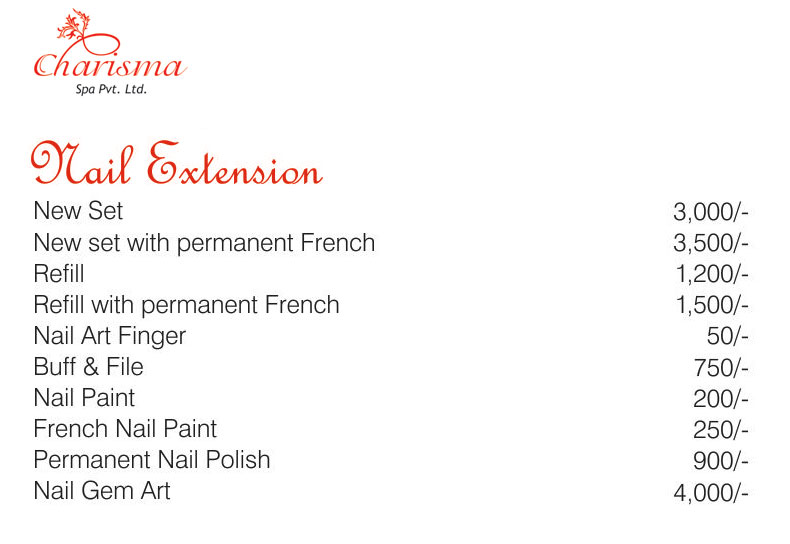 Charisma
Spa Pvt. Ltd.
Nail Extension
New Set 3,000/-
New set with permanent French 3,500/-
Refill 1,200/-
Refill with permanent French 1,500/-
Nail Art Finger 50/-
Buff & File 750/-
Nail Paint 200/-
French Nail Paint 250/-
Permanent Nail Polish 900/-
Nail Gem Art 4,000/-